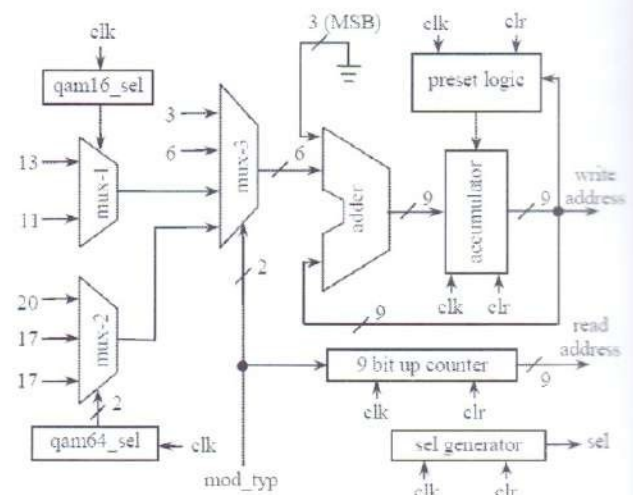 3 (MSB)
clk
clk
clr
qam16_sel
preset logic
3
13
6
mux-3
6
mux-1
11
adder
9
accumulator
9
write
address
2
20
clk
clr
17
mux-2
9
read
address
17
9 bit up counter
9
2
clk
clr
qam64_sel
clk
sel generator
sel
mod_typ
clk
clr